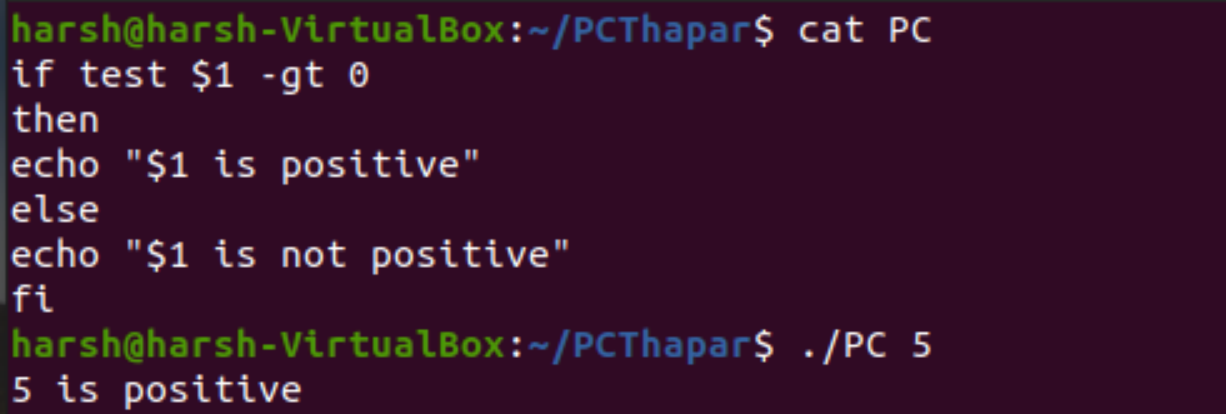 harsh@harsh-VirtualBox:~/PCThapar$ cat PC
if test $1 -gt 0
then
echo "$1 is positive"
else
echo "$1 is not positive"
fi
harsh@harsh-VirtualBox:~/PCThapar$ ./PC 5
5 is positive